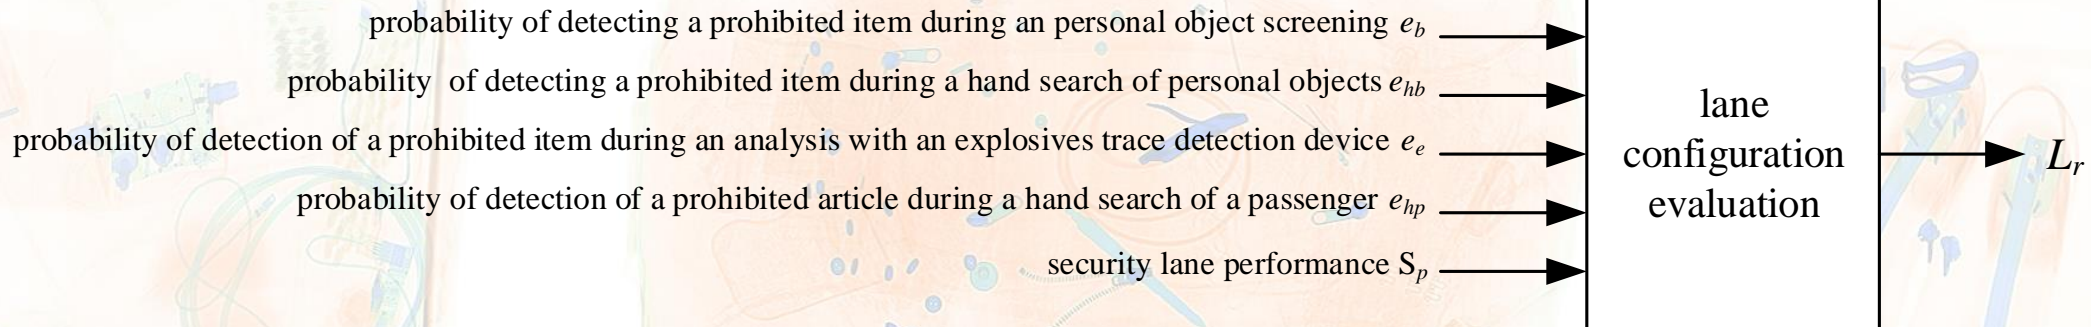 probability of detecting a prohibited item during an personal object screening e_b
probability of detecting a prohibited item during a hand search of personal objects e_hb
probability of detection of a prohibited item during an analysis with an explosives trace detection device e_e
probability of detection of a prohibited article during a hand search of a passenger e_hp
security lane performance S_p
lane
configuration
evaluation
L_r